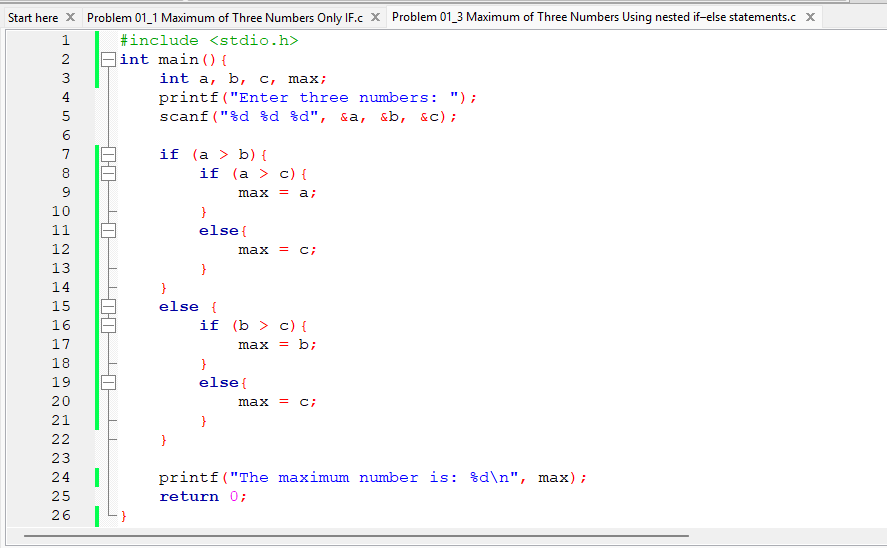 Start here X Problem 01_1 Maximum of Three Numbers Only IF.c X Problem 01_3 Maximum of Three Numbers Using nested if–else statements.c X
1 #include <stdio.h>
2 int main(){
3     int a, b, c, max;
4     printf("Enter three numbers: ");
5     scanf("%d %d %d", &a, &b, &c);
6
7     if (a > b){
8         if (a > c){
9             max = a;
10         }
11         else{
12             max = c;
13         }
14     }
15     else {
16         if (b > c){
17             max = b;
18         }
19         else{
20             max = c;
21         }
22     }
23
24     printf("The maximum number is: %d\n", max);
25     return 0;
26 }